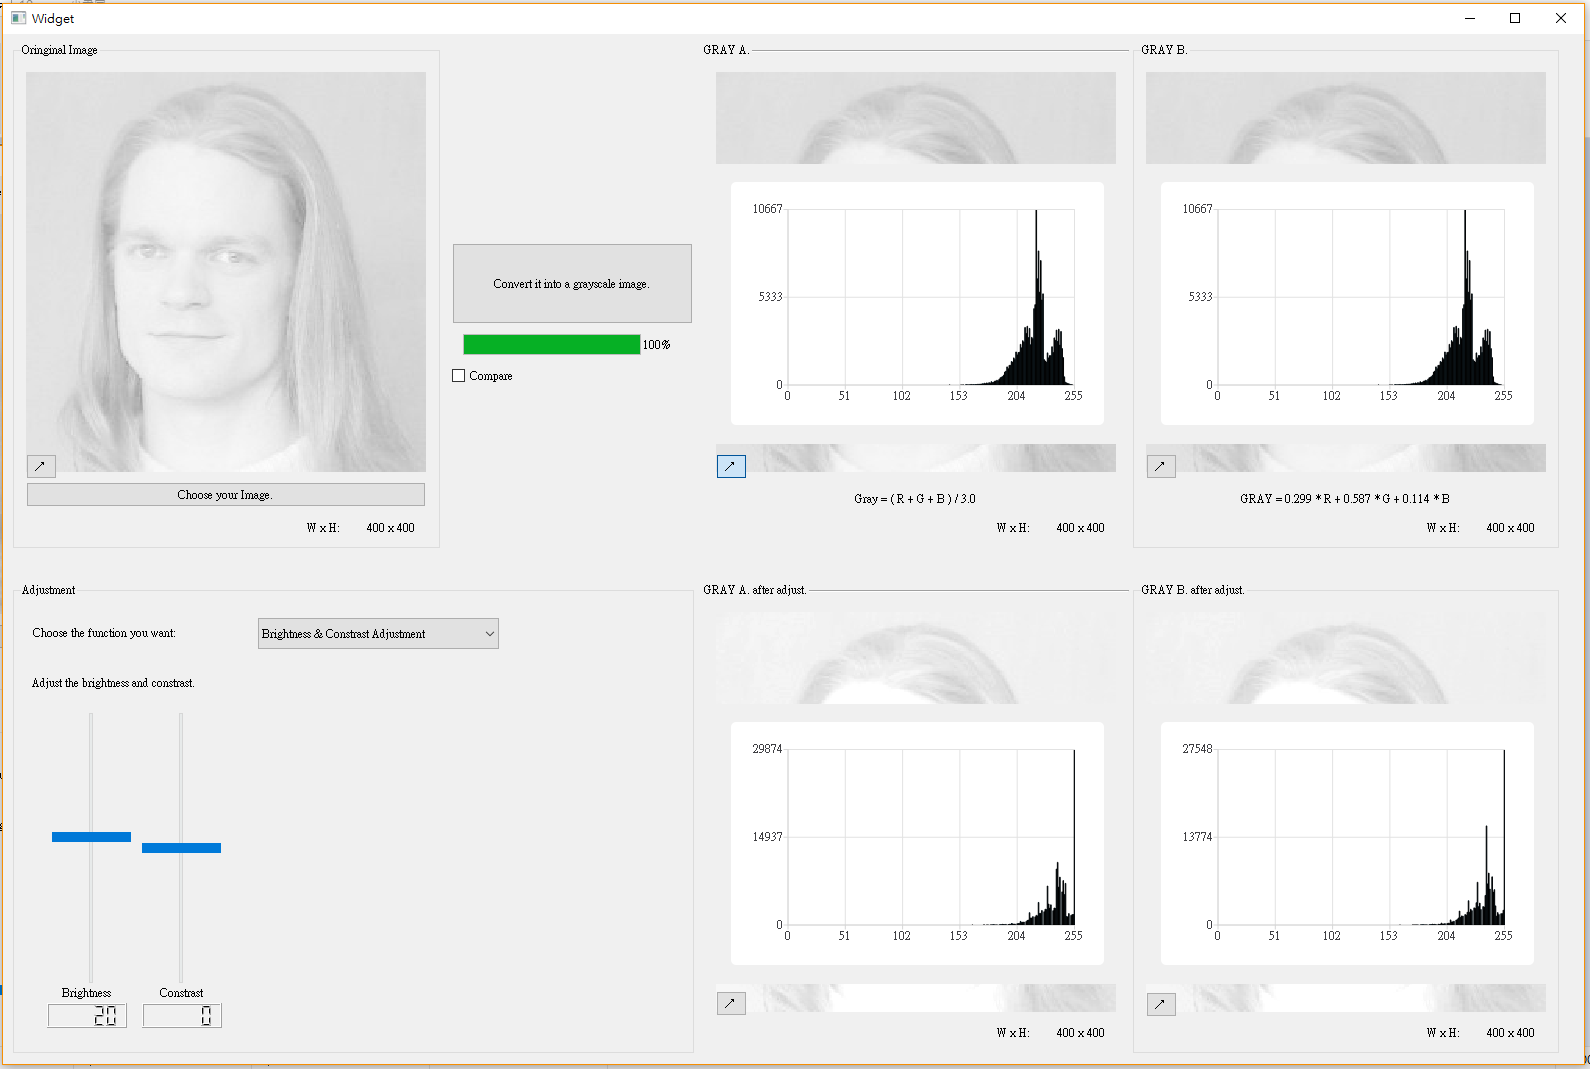 Widget
Oringinal Image
Choose your Image.
W x H: 400 x 400
Convert it into a grayscale image.
100%
Compare
GRAY A.
10667
5333
0
0 51 102 153 204 255
Gray = ( R + G + B ) / 3.0
W x H: 400 x 400
GRAY B.
10667
5333
0
0 51 102 153 204 255
GRAY = 0.299 * R + 0.587 * G + 0.114 * B
W x H: 400 x 400
Adjustment
Choose the function you want:
Brightness & Constrast Adjustment
Adjust the brightness and constrast.
Brightness Constrast
20 0
GRAY A. after adjust.
29874
14937
0
0 51 102 153 204 255
W x H: 400 x 400
GRAY B. after adjust.
27548
13774
0
0 51 102 153 204 255
W x H: 400 x 400